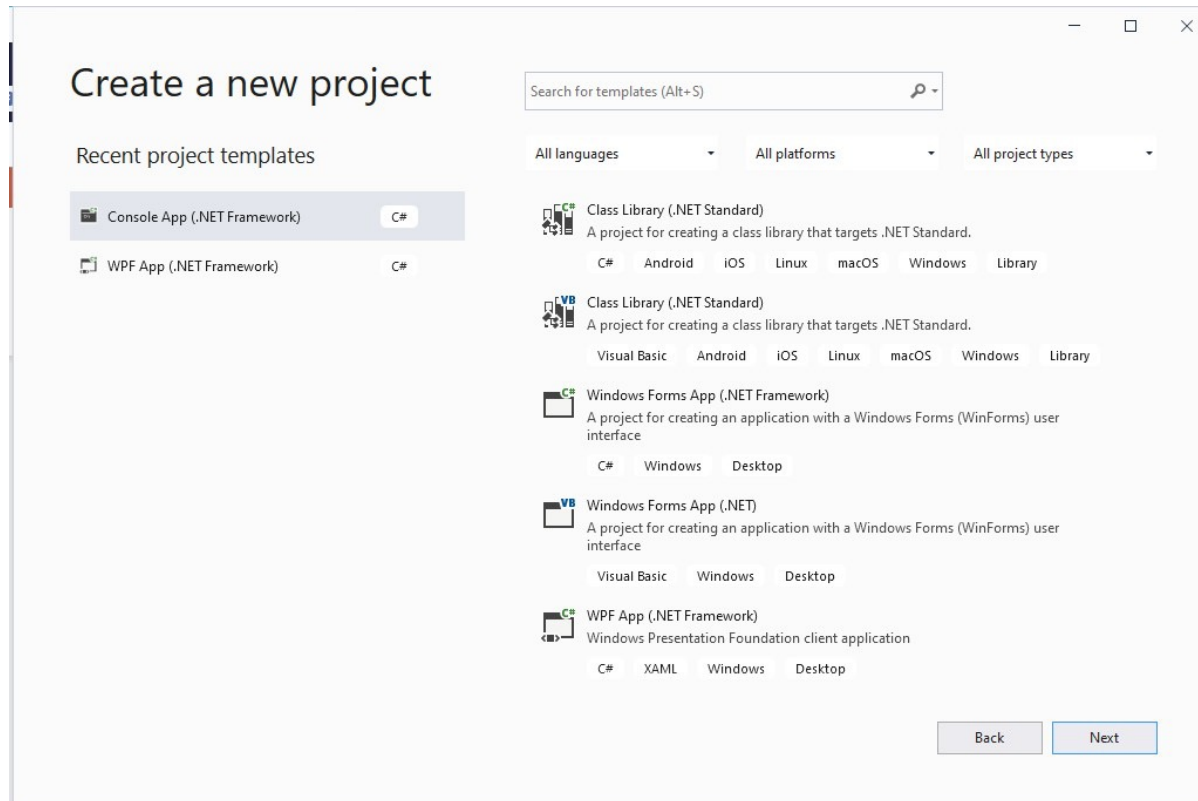 Create a new project
Search for templates (Alt+S)
Recent project templates
All languages
All platforms
All project types
Console App (.NET Framework)
C#
WPF App (.NET Framework)
C#
C#
Class Library (.NET Standard)
A project for creating a class library that targets .NET Standard.
C# Android iOS Linux macOS Windows Library
VB
Class Library (.NET Standard)
A project for creating a class library that targets .NET Standard.
Visual Basic Android iOS Linux macOS Windows Library
C#
Windows Forms App (.NET Framework)
A project for creating an application with a Windows Forms (WinForms) user
interface
C# Windows Desktop
VB
Windows Forms App (.NET)
A project for creating an application with a Windows Forms (WinForms) user
interface
Visual Basic Windows Desktop
C#
WPF App (.NET Framework)
Windows Presentation Foundation client application
C# XAML Windows Desktop
Back
Next